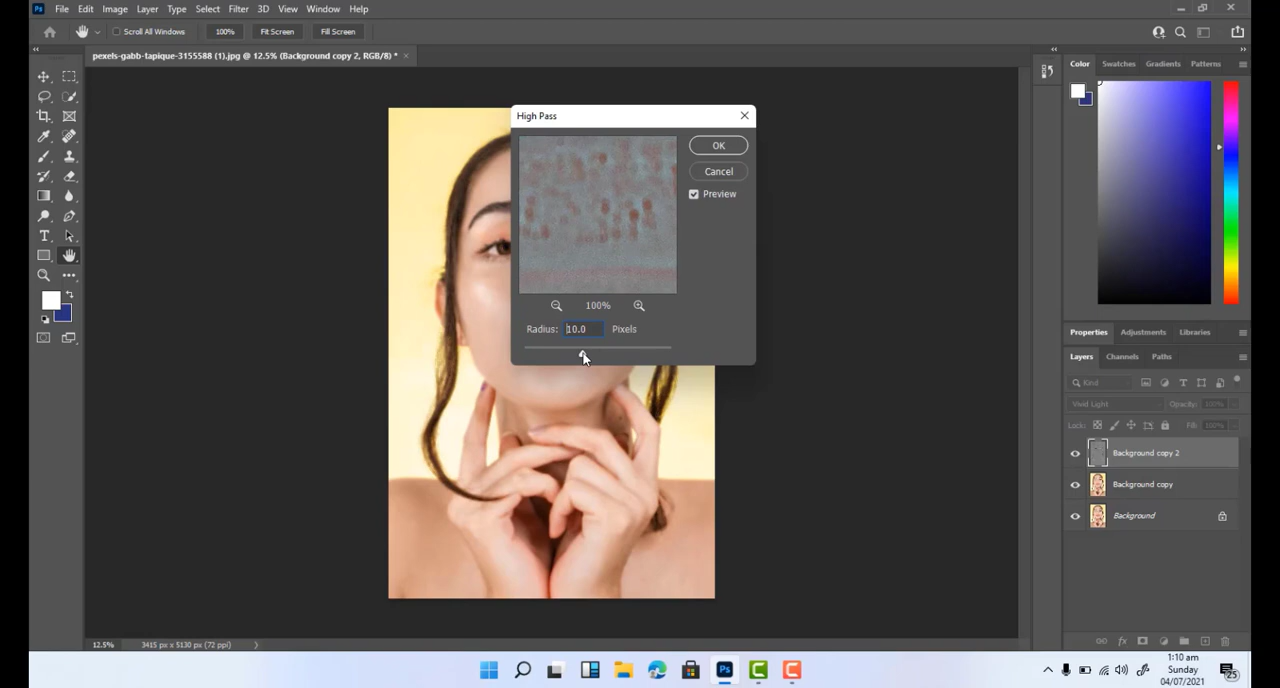 Ps File Edit Image Layer Type Select Filter 3D View Window Help
Scroll All Windows 100% Fit Screen Fill Screen
pexels-gabb-tapique-3155588 (1).jpg @ 12.5% (Background copy 2, RGB/8) *
Color Swatches Gradients Patterns
High Pass
OK
Cancel
Preview
100%
Radius: 10.0 Pixels
Properties Adjustments Libraries
Layers Channels Paths
Kind
Vivid Light Opacity: 100%
Lock: Fill: 100%
Background copy 2
Background copy
Background
12.5% 3415 px x 5130 px (72 ppi)
Ps
1:10 am
Sunday
04/07/2021
25